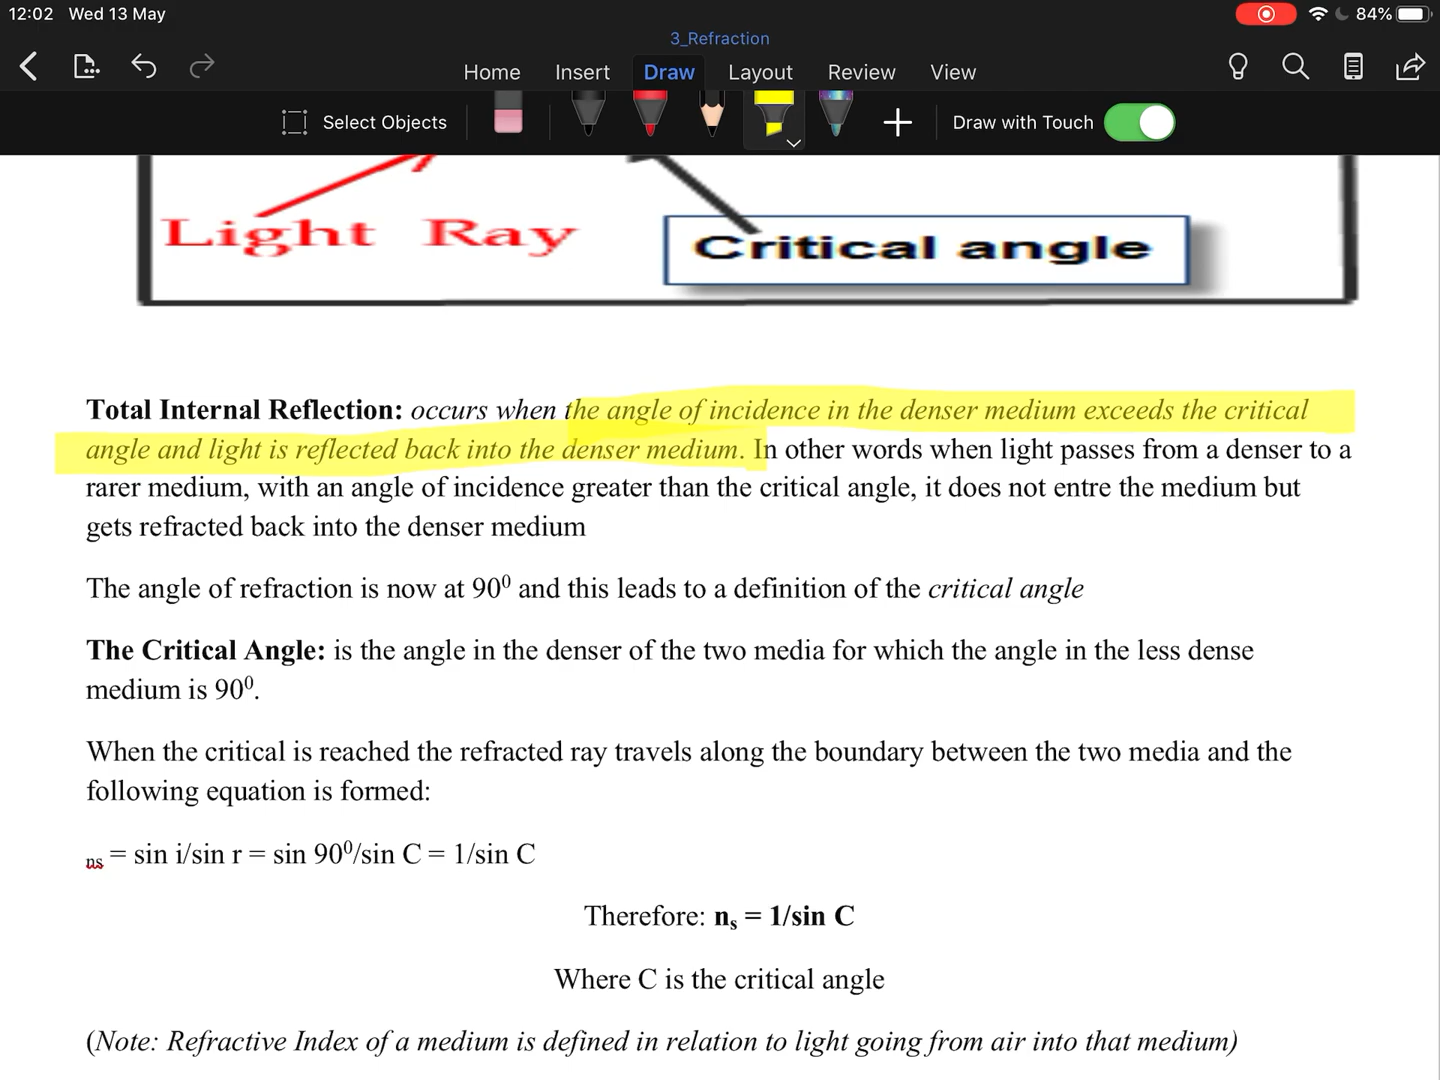 12:02 Wed 13 May
84%
3_Refraction
Home Insert Draw Layout Review View
Select Objects
Draw with Touch
Light Ray
Critical angle
Total Internal Reflection: occurs when the angle of incidence in the denser medium exceeds the critical
angle and light is reflected back into the denser medium. In other words when light passes from a denser to a
rarer medium, with an angle of incidence greater than the critical angle, it does not entre the medium but
gets refracted back into the denser medium
The angle of refraction is now at 90⁰ and this leads to a definition of the critical angle
The Critical Angle: is the angle in the denser of the two media for which the angle in the less dense
medium is 90⁰.
When the critical is reached the refracted ray travels along the boundary between the two media and the
following equation is formed:
ns = sin i/sin r = sin 90⁰/sin C = 1/sin C
Therefore: nₛ = 1/sin C
Where C is the critical angle
(Note: Refractive Index of a medium is defined in relation to light going from air into that medium)